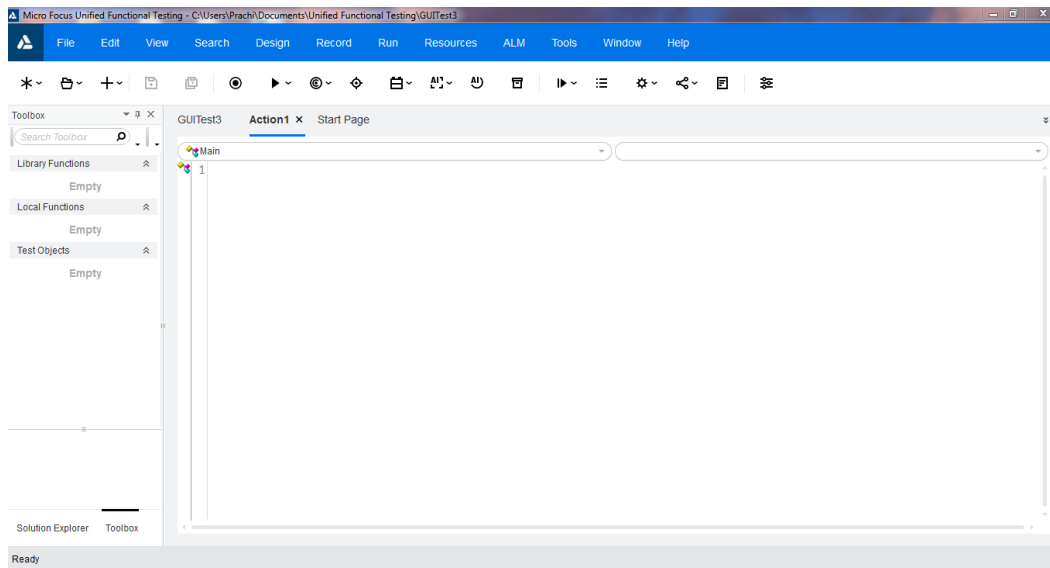 Micro Focus Unified Functional Testing - C:\Users\Prachi\Documents\Unified Functional Testing\GUITest3
File Edit View Search Design Record Run Resources ALM Tools Window Help
AI AI
Toolbox
GUITest3 Action1 Start Page
Search Toolbox
Main
Library Functions
1
Empty
Local Functions
Empty
Test Objects
Empty
Solution Explorer Toolbox
Ready